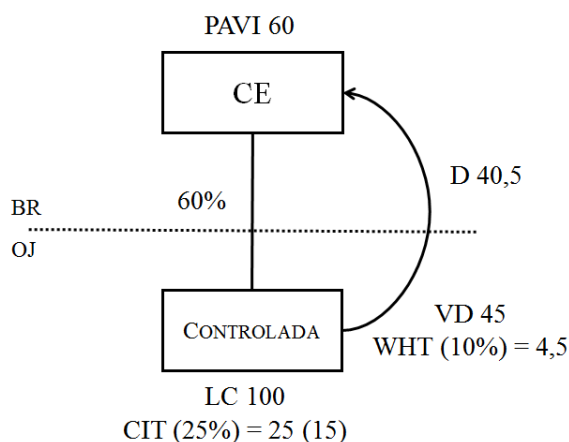 PAVI 60
CE
D 40,5
60%
BR
OJ
CONTROLADA
VD 45
WHT (10%) = 4,5
LC 100
CIT (25%) = 25 (15)